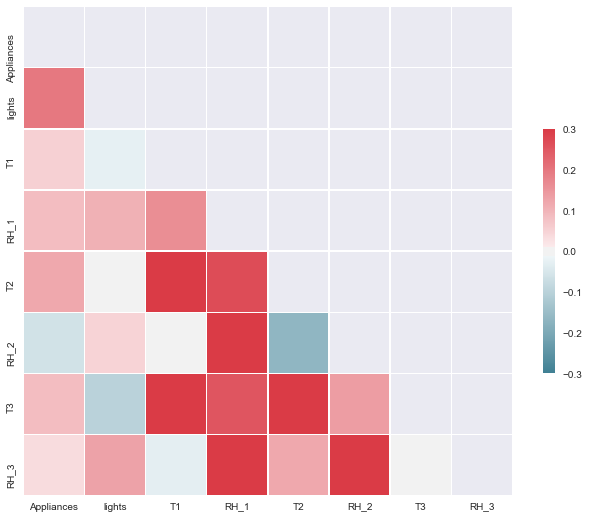 Appliances
lights
T1
RH_1
T2
RH_2
T3
RH_3
Appliances lights T1 RH_1 T2 RH_2 T3 RH_3
0.3
0.2
0.1
0.0
−0.1
−0.2
−0.3